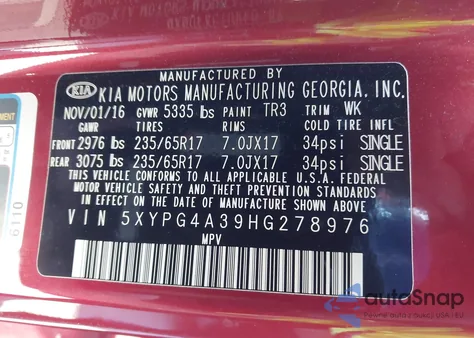 MANUFACTURED BY
KIA KIA MOTORS MANUFACTURING GEORGIA, INC.
NOV/01/16 GVWR 5335 lbs PAINT TR3 TRIM WK
GAWR TIRES RIMS COLD TIRE INFL
FRONT 2976 lbs 235/65R17 7.0JX17 34psi SINGLE
REAR 3075 lbs 235/65R17 7.0JX17 34psi SINGLE
THIS VEHICLE CONFORMS TO ALL APPLICABLE U.S.A. FEDERAL
MOTOR VEHICLE SAFETY AND THEFT PREVENTION STANDARDS
IN EFFECT ON THE DATE OF MANUFACTURE SHOWN ABOVE.
VIN 5XYPG4A39HG278976
MPV
6110
autoSnap